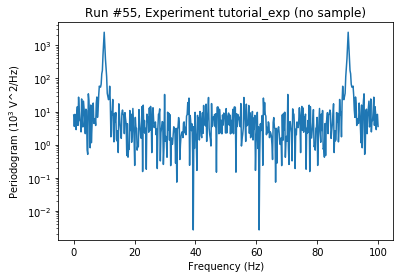 Run #55, Experiment tutorial_exp (no sample)
Periodogram (10³ V^2/Hz)
10³
10²
10¹
10⁰
10⁻¹
10⁻²
0 20 40 60 80 100
Frequency (Hz)